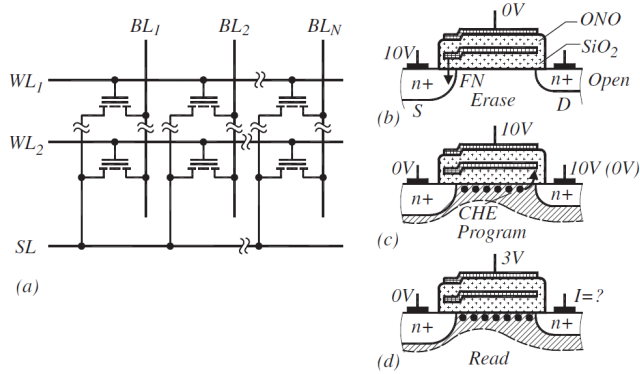 BL1 BL2 BLN
WL1
WL2
SL
(a)
0V
ONO
SiO2
10V
n+ FN n+ Open
S Erase D
(b)
10V
0V 10V (0V)
n+ n+
CHE
(c) Program
3V
0V I=?
n+ n+
(d) Read